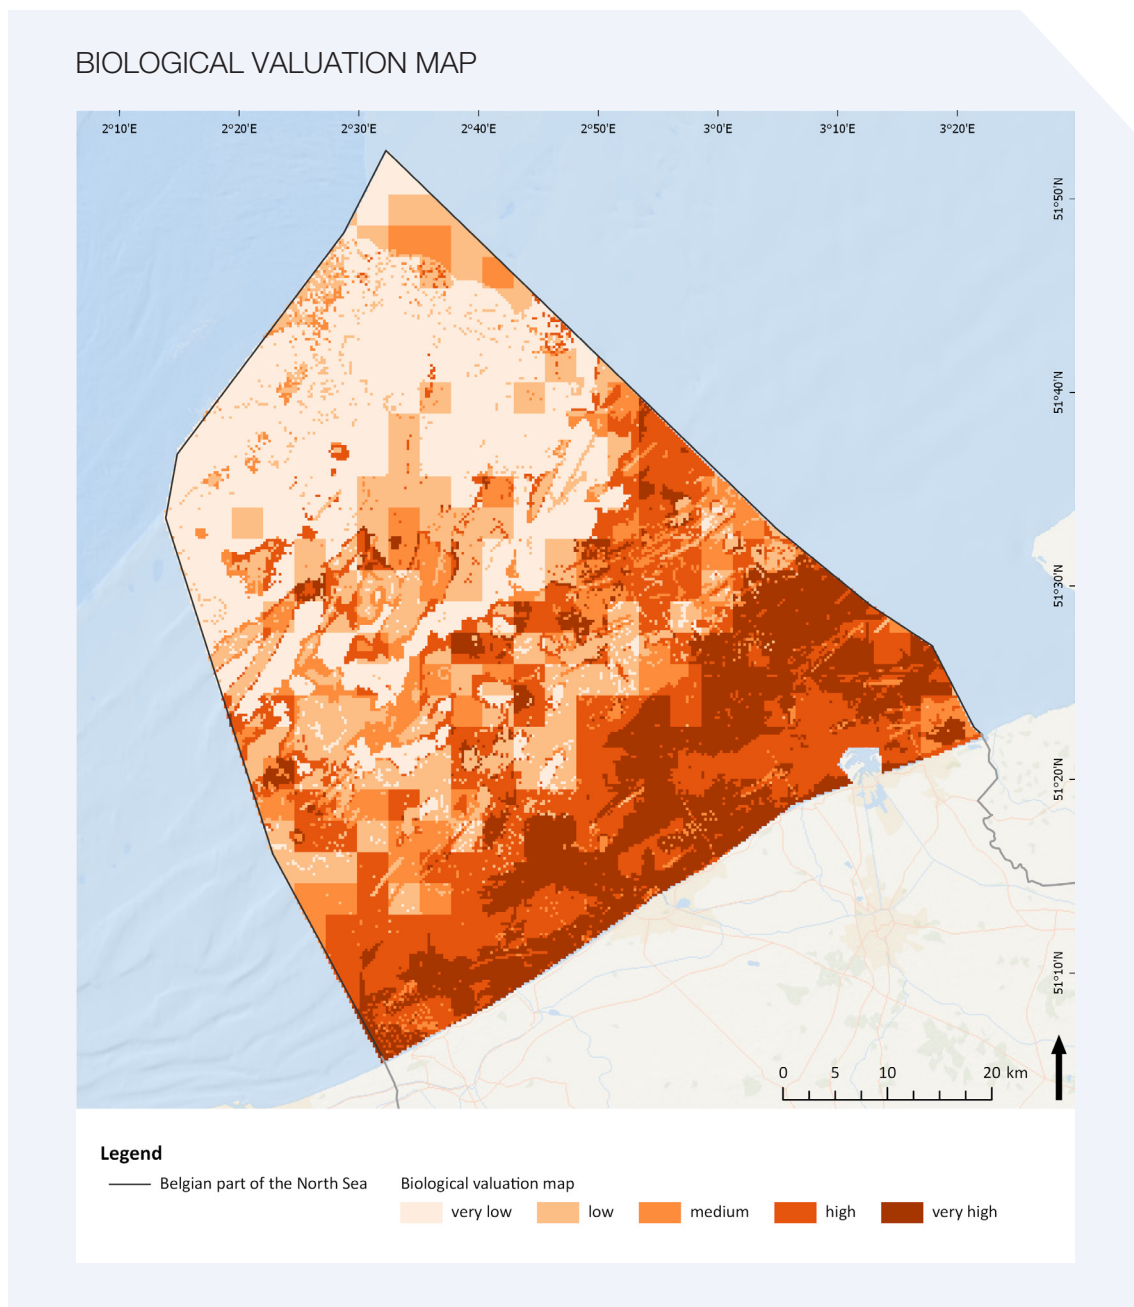 BIOLOGICAL VALUATION MAP
2°10'E 2°20'E 2°30'E 2°40'E 2°50'E 3°0'E 3°10'E 3°20'E
51°50'N
51°40'N
51°30'N
51°20'N
51°10'N
0 5 10 20 km
Legend
Belgian part of the North Sea
Biological valuation map
very low low medium high very high